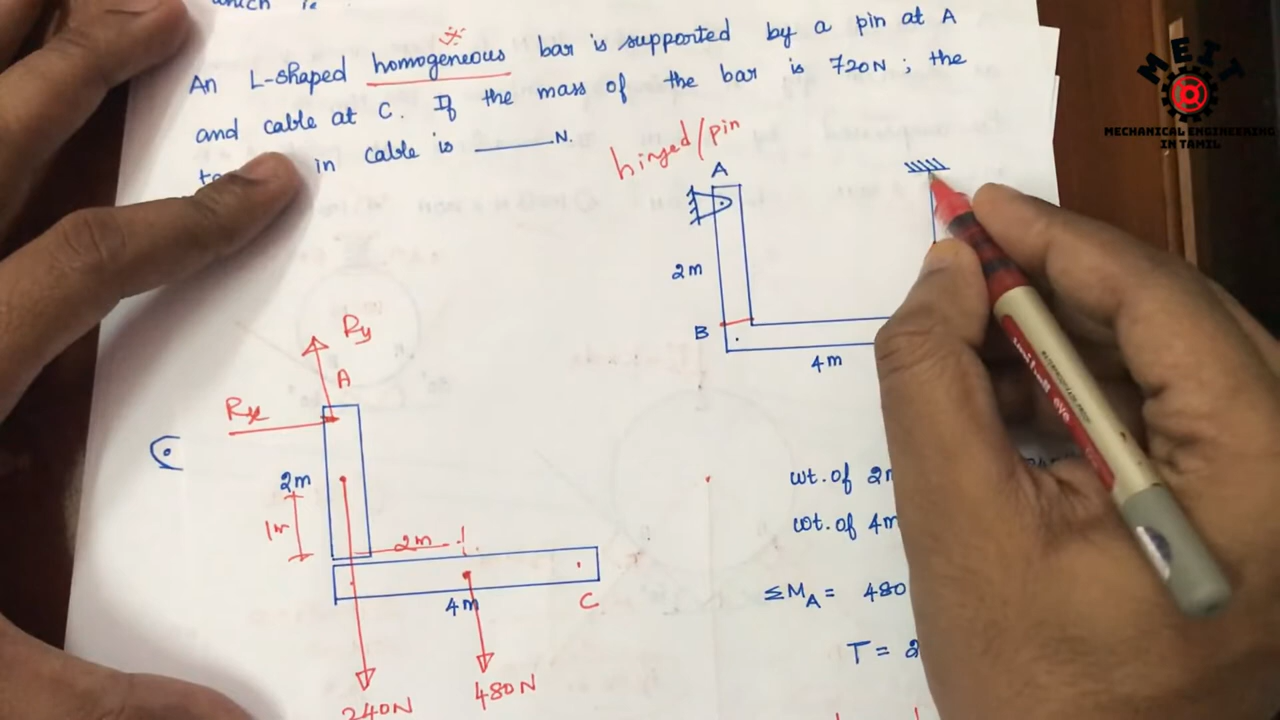 An L-shaped homogeneous bar is supported by a pin at A
and cable at C. If the mass of the bar is 720N; the
in cable is ______N.
hinged/pin
A
2m
B
4m
Ry
A
Rx
2m
1m
2m
4m
C
240N
480N
wt. of 2m
wt. of 4m
ΣMA = 480
T = 2
MEIT
MECHANICAL ENGINEERING
IN TAMIL